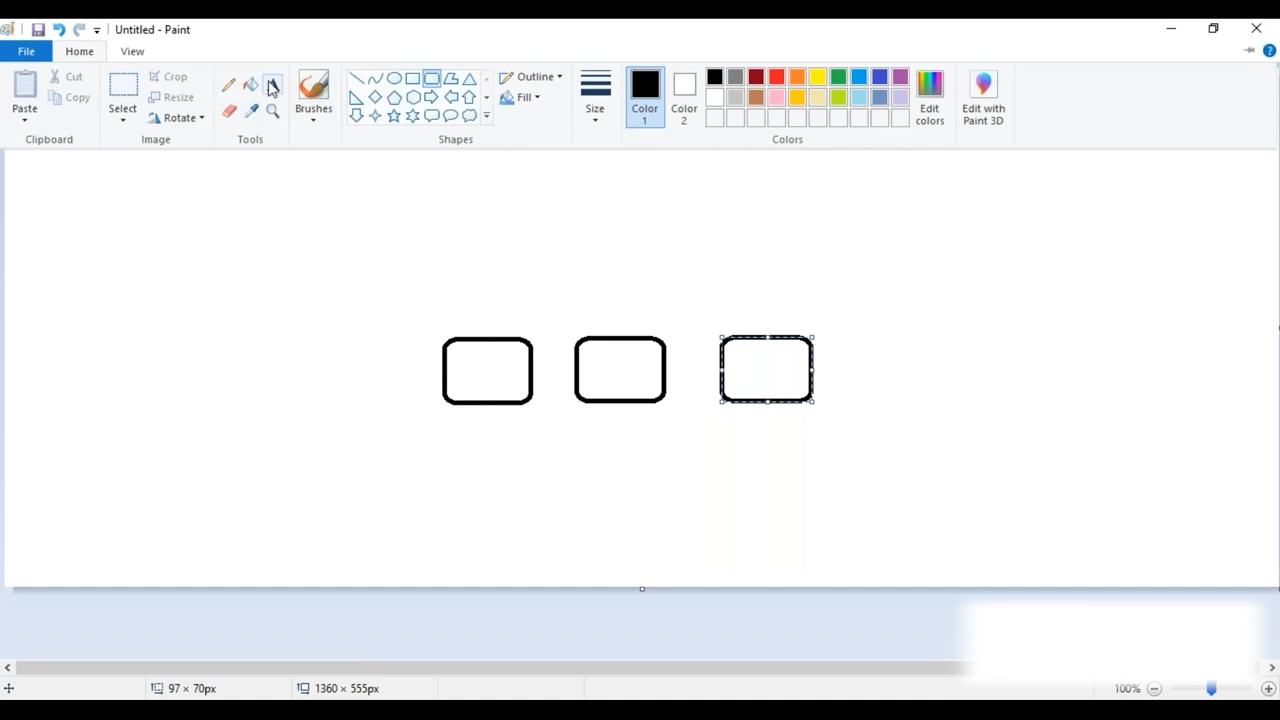 Untitled - Paint
File Home View
Paste
Cut
Copy
Clipboard
Select
Crop
Resize
Rotate
Image
Tools
Brushes
Outline
Fill
Shapes
Size
Color 1
Color 2
Edit colors
Colors
Edit with Paint 3D
97 × 70px
1360 × 555px
100%